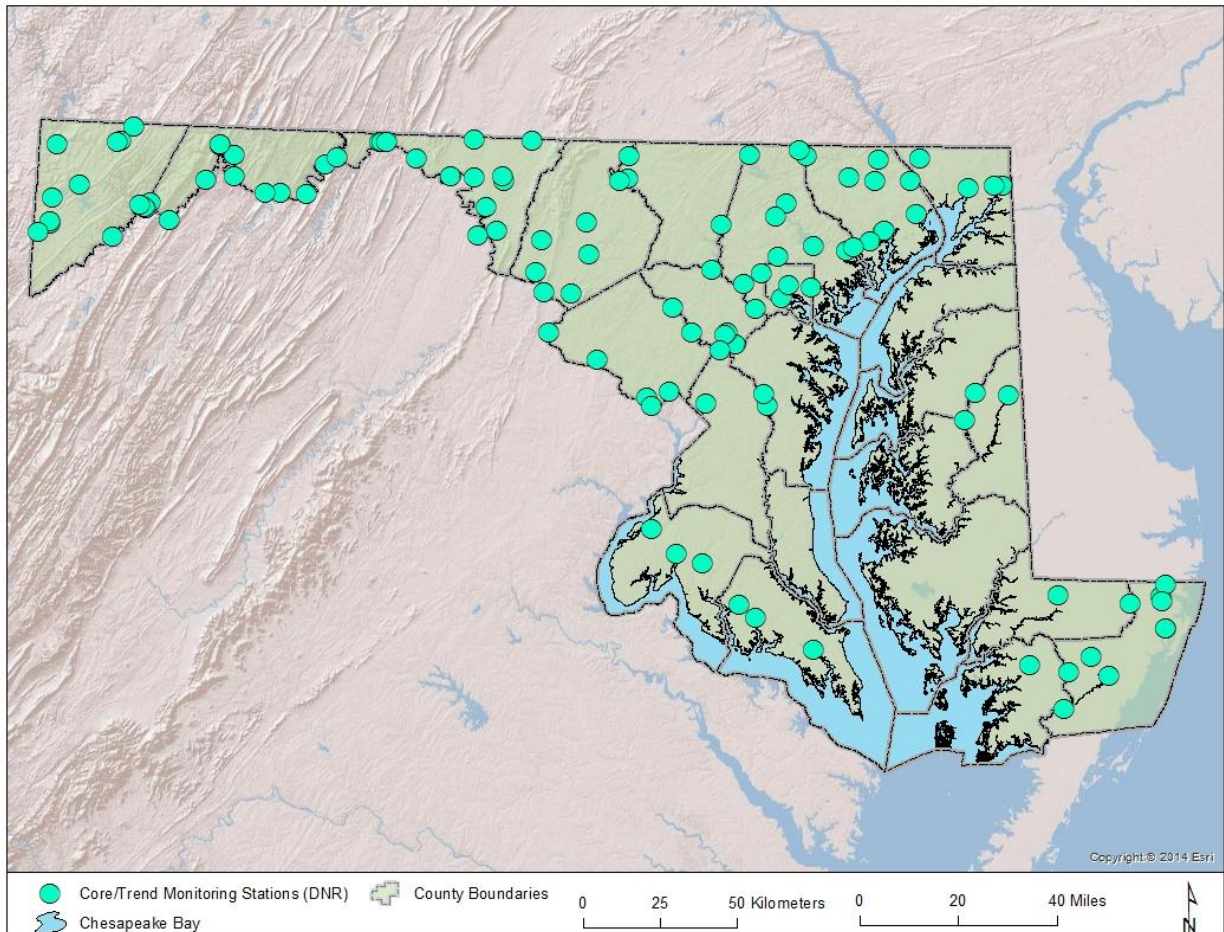 Copyright:© 2014 Esri
Core/Trend Monitoring Stations (DNR)
County Boundaries
Chesapeake Bay
0 25 50 Kilometers
0 20 40 Miles
N